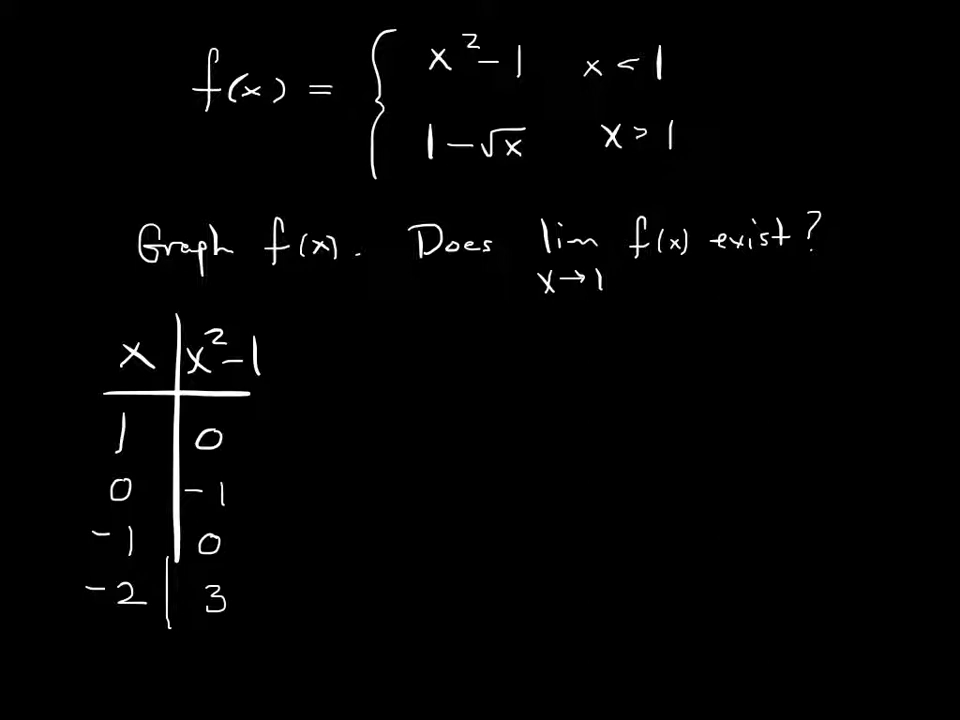 f(x) = { x² - 1   x < 1
1 - √x   x > 1
Graph f(x). Does lim f(x) exist?
x→1
x | x² - 1
1 | 0
0 | -1
-1 | 0
-2 | 3